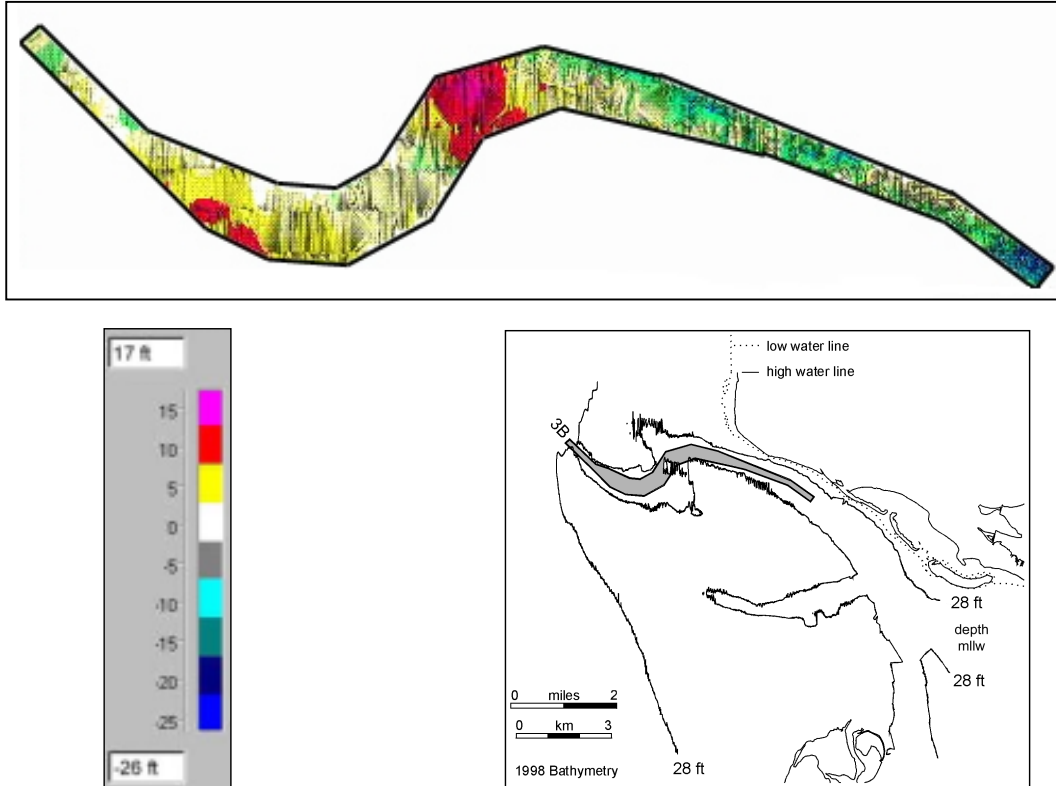 17 ft
15
10
5
0
-5
-10
-15
-20
-25
-26 ft
low water line
high water line
3B
28 ft
depth
mllw
28 ft
0 miles 2
0 km 3
1998 Bathymetry
28 ft